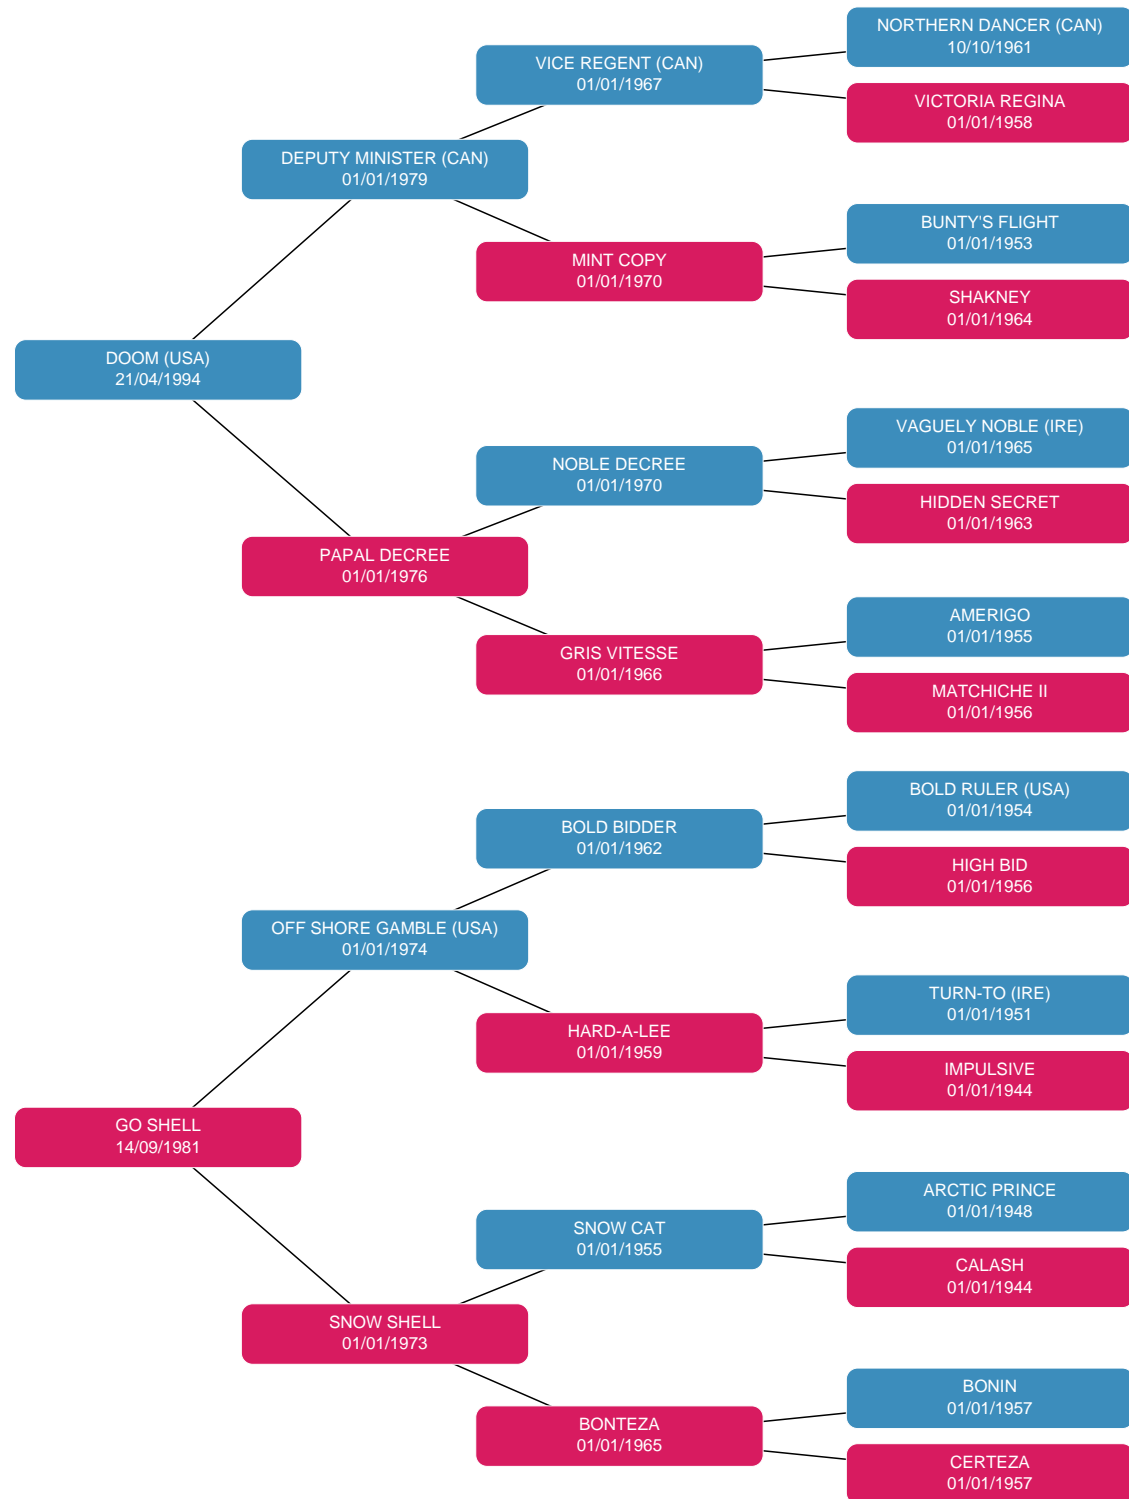 NORTHERN DANCER (CAN)
10/10/1961
VICE REGENT (CAN)
01/01/1967
VICTORIA REGINA
01/01/1958
DEPUTY MINISTER (CAN)
01/01/1979
BUNTY'S FLIGHT
01/01/1953
MINT COPY
01/01/1970
SHAKNEY
01/01/1964
DOOM (USA)
21/04/1994
VAGUELY NOBLE (IRE)
01/01/1965
NOBLE DECREE
01/01/1970
HIDDEN SECRET
01/01/1963
PAPAL DECREE
01/01/1976
AMERIGO
01/01/1955
GRIS VITESSE
01/01/1966
MATCHICHE II
01/01/1956
BOLD RULER (USA)
01/01/1954
BOLD BIDDER
01/01/1962
HIGH BID
01/01/1956
OFF SHORE GAMBLE (USA)
01/01/1974
TURN-TO (IRE)
01/01/1951
HARD-A-LEE
01/01/1959
IMPULSIVE
01/01/1944
GO SHELL
14/09/1981
ARCTIC PRINCE
01/01/1948
SNOW CAT
01/01/1955
CALASH
01/01/1944
SNOW SHELL
01/01/1973
BONIN
01/01/1957
BONTEZA
01/01/1965
CERTEZA
01/01/1957